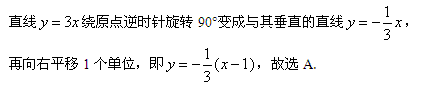 直线 y = 3x 绕原点逆时针旋转 90°变成与其垂直的直线 y = −\frac{1}{3}x，
再向右平移 1 个单位，即 y = −\frac{1}{3}(x−1)，故选 A.